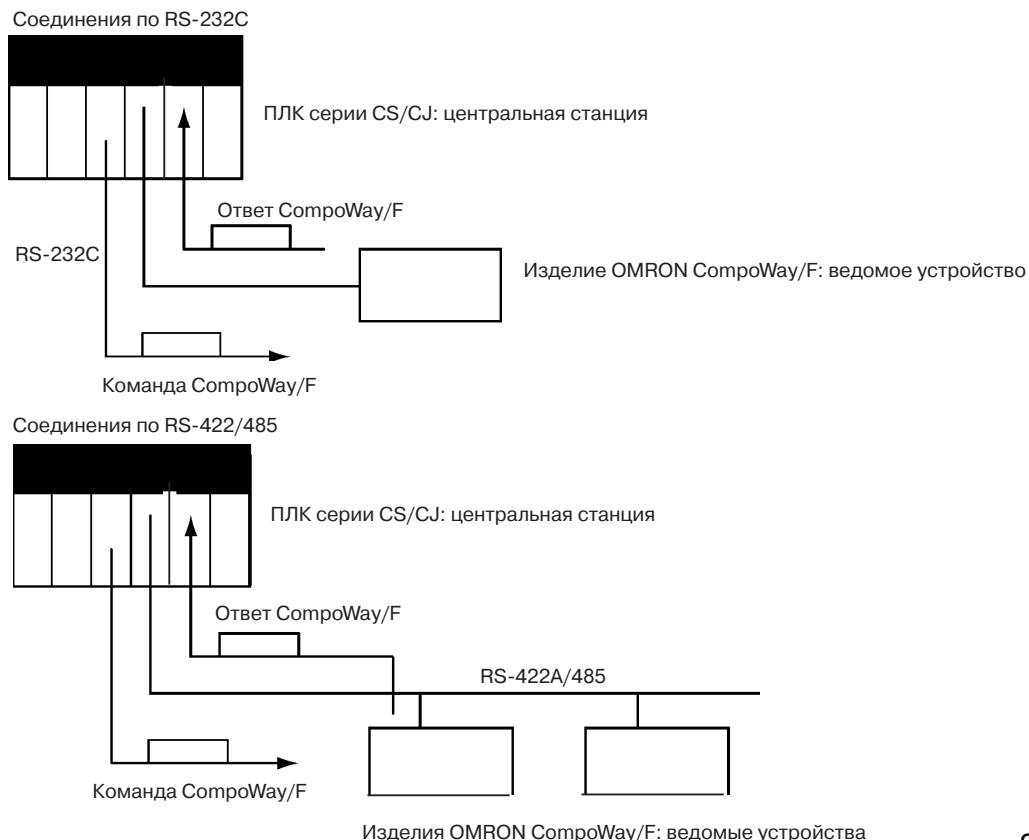 Соединения по RS-232C
ПЛК серии CS/CJ: центральная станция
Ответ CompoWay/F
RS-232C
Изделие OMRON CompoWay/F: ведомое устройство
Команда CompoWay/F
Соединения по RS-422/485
ПЛК серии CS/CJ: центральная станция
Ответ CompoWay/F
RS-422A/485
Команда CompoWay/F
Изделия OMRON CompoWay/F: ведомые устройства